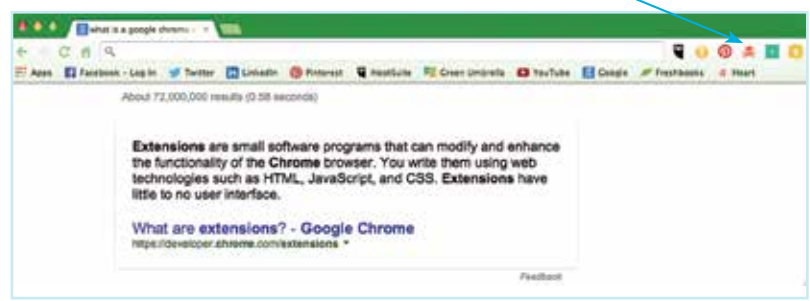 what is a google chrome -
Apps Facebook - Log In Twitter LinkedIn Pinterest HootSuite Green Umbrella YouTube Google Freshbooks Heart
About 72,000,000 results (0.58 seconds)
Extensions are small software programs that can modify and enhance
the functionality of the Chrome browser. You write them using web
technologies such as HTML, JavaScript, and CSS. Extensions have
little to no user interface.
What are extensions? - Google Chrome
https://developer.chrome.com/extensions
Feedback